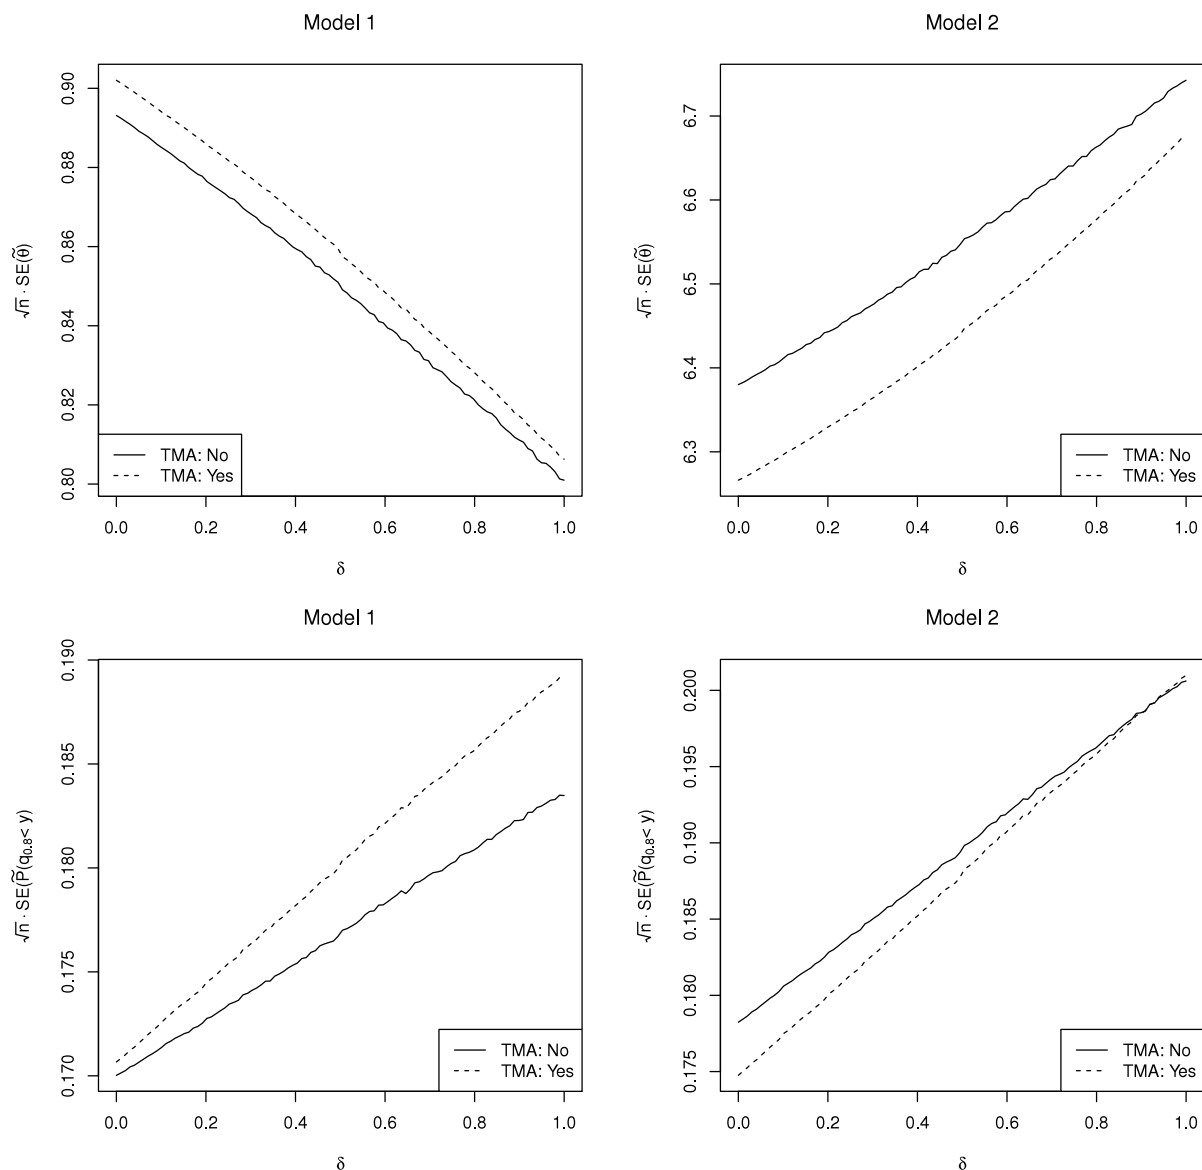 Model 1
√n · SE(θ̃)
0.80 0.82 0.84 0.86 0.88 0.90
TMA: No
TMA: Yes
0.0 0.2 0.4 0.6 0.8 1.0
δ
Model 2
√n · SE(θ̃)
6.3 6.4 6.5 6.6 6.7
TMA: No
TMA: Yes
0.0 0.2 0.4 0.6 0.8 1.0
δ
Model 1
√n · SE(P̃(q0.8< y)
0.170 0.175 0.180 0.185 0.190
TMA: No
TMA: Yes
0.0 0.2 0.4 0.6 0.8 1.0
δ
Model 2
√n · SE(P̃(q0.8< y)
0.175 0.180 0.185 0.190 0.195 0.200
TMA: No
TMA: Yes
0.0 0.2 0.4 0.6 0.8 1.0
δ